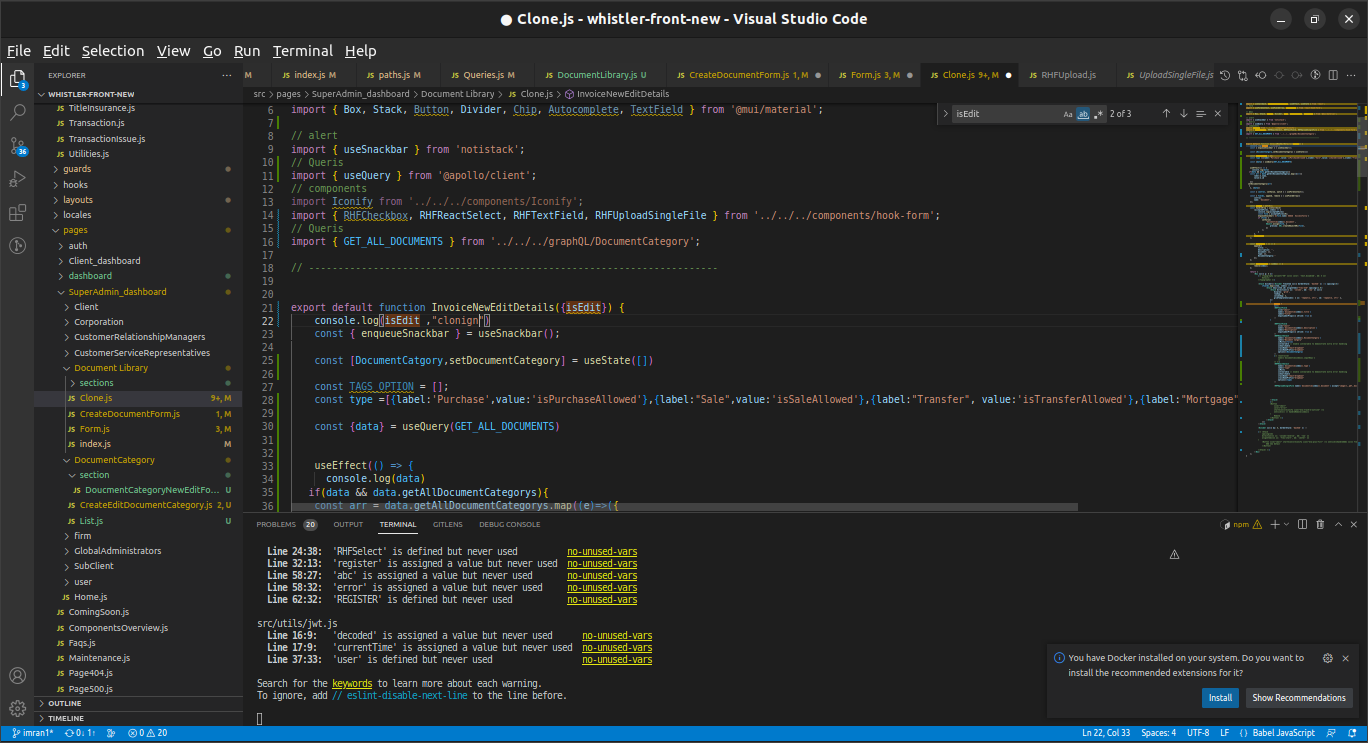 ● Clone.js - whistler-front-new - Visual Studio Code
File Edit Selection View Go Run Terminal Help
EXPLORER
WHISTLER-FRONT-NEW
TitleInsurance.js
Transaction.js
TransactionIssue.js
Utilities.js
guards
hooks
layouts
locales
pages
auth
Client_dashboard
dashboard
SuperAdmin_dashboard
Client
Corporation
CustomerRelationshipManagers
CustomerServiceRepresentatives
Document Library
sections
Clone.js 9+, M
CreateDocumentForm.js 1, M
Form.js 3, M
index.js M
DocumentCategory
section
DoucmentCategoryNewEditFo... U
CreateEditDocumentCategory.js 2, U
List.js U
firm
GlobalAdministrators
SubClient
user
Home.js
ComingSoon.js
ComponentsOverview.js
Faqs.js
Maintenance.js
Page404.js
Page500.js
OUTLINE
TIMELINE
M JS index.js M JS paths.js M JS Queries.js M JS DocumentLibrary.js U JS CreateDocumentForm.js 1, M JS Form.js 3, M JS Clone.js 9+, M JS RHFUpload.js JS UploadSingleFile.js
src > pages > SuperAdmin_dashboard > Document Library > JS Clone.js > InvoiceNewEditDetails
isEdit Aa ab .* 2 of 3
6 import { Box, Stack, Button, Divider, Chip, Autocomplete, TextField } from '@mui/material';
7
8 // alert
9 import { useSnackbar } from 'notistack';
10 // Queris
11 import { useQuery } from '@apollo/client';
12 // components
13 import Iconify from '../../../components/Iconify';
14 import { RHFCheckbox, RHFReactSelect, RHFTextField, RHFUploadSingleFile } from '../../../components/hook-form';
15 // Queris
16 import { GET_ALL_DOCUMENTS } from '../../../graphQL/DocumentCategory';
17
18 // ----------------------------------------------------------------------
19
20
21 export default function InvoiceNewEditDetails({isEdit}) {
22 console.log(isEdit ,"clonign")
23 const { enqueueSnackbar } = useSnackbar();
24
25 const [DocumentCatgory,setDocumentCategory] = useState([])
26
27 const TAGS_OPTION = [];
28 const type =[{label:'Purchase',value:'isPurchaseAllowed'},{label:"Sale",value:'isSaleAllowed'},{label:"Transfer", value:'isTransferAllowed'},{label:"Mortgage"
29
30 const {data} = useQuery(GET_ALL_DOCUMENTS)
31
32
33 useEffect(() => {
34 console.log(data)
35 if(data && data.getAllDocumentCategorys){
36 const arr = data.getAllDocumentCategorys.map((e)=>({
PROBLEMS 20 OUTPUT TERMINAL GITLENS DEBUG CONSOLE npm
Line 24:38: 'RHFSelect' is defined but never used no-unused-vars
Line 32:13: 'register' is assigned a value but never used no-unused-vars
Line 58:27: 'abc' is assigned a value but never used no-unused-vars
Line 58:32: 'error' is assigned a value but never used no-unused-vars
Line 62:32: 'REGISTER' is defined but never used no-unused-vars
src/utils/jwt.js
Line 16:9: 'decoded' is assigned a value but never used no-unused-vars
Line 17:9: 'currentTime' is assigned a value but never used no-unused-vars
Line 37:33: 'user' is defined but never used no-unused-vars
Search for the keywords to learn more about each warning.
To ignore, add // eslint-disable-next-line to the line before.
You have Docker installed on your system. Do you want to
install the recommended extensions for it?
Install Show Recommendations
3
36
imran1* 0↓ 1↑ 0 20 Ln 22, Col 33 Spaces: 4 UTF-8 LF {} Babel JavaScript